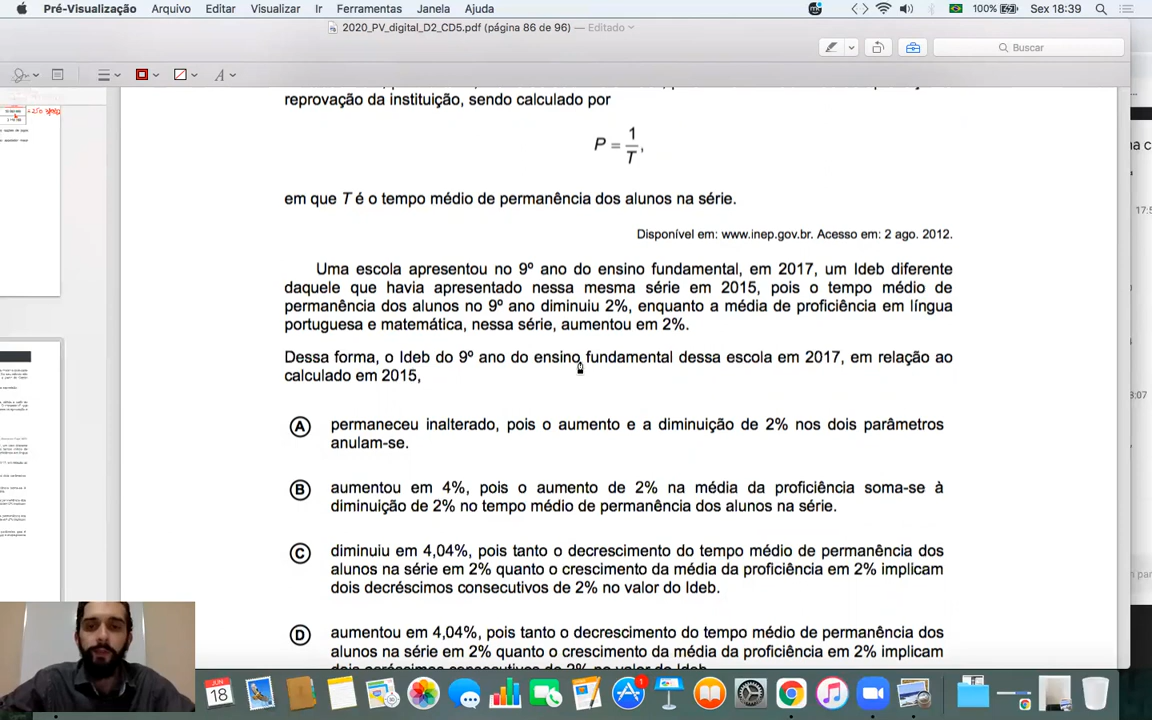 Pré-Visualização Arquivo Editar Visualizar Ir Ferramentas Janela Ajuda 100% Sex 18:39
2020_PV_digital_D2_CD5.pdf (página 86 de 96) — Editado
Buscar
reprovação da instituição, sendo calculado por
P = 1/T,
em que T é o tempo médio de permanência dos alunos na série.
Disponível em: www.inep.gov.br. Acesso em: 2 ago. 2012.
Uma escola apresentou no 9º ano do ensino fundamental, em 2017, um Ideb diferente
daquele que havia apresentado nessa mesma série em 2015, pois o tempo médio de
permanência dos alunos no 9º ano diminuiu 2%, enquanto a média de proficiência em língua
portuguesa e matemática, nessa série, aumentou em 2%.
Dessa forma, o Ideb do 9º ano do ensino fundamental dessa escola em 2017, em relação ao
calculado em 2015,
A permaneceu inalterado, pois o aumento e a diminuição de 2% nos dois parâmetros
anulam-se.
B aumentou em 4%, pois o aumento de 2% na média da proficiência soma-se à
diminuição de 2% no tempo médio de permanência dos alunos na série.
C diminuiu em 4,04%, pois tanto o decrescimento do tempo médio de permanência dos
alunos na série em 2% quanto o crescimento da média da proficiência em 2% implicam
dois decréscimos consecutivos de 2% no valor do Ideb.
D aumentou em 4,04%, pois tanto o decrescimento do tempo médio de permanência dos
alunos na série em 2% quanto o crescimento da média da proficiência em 2% implicam
JUN
18
1